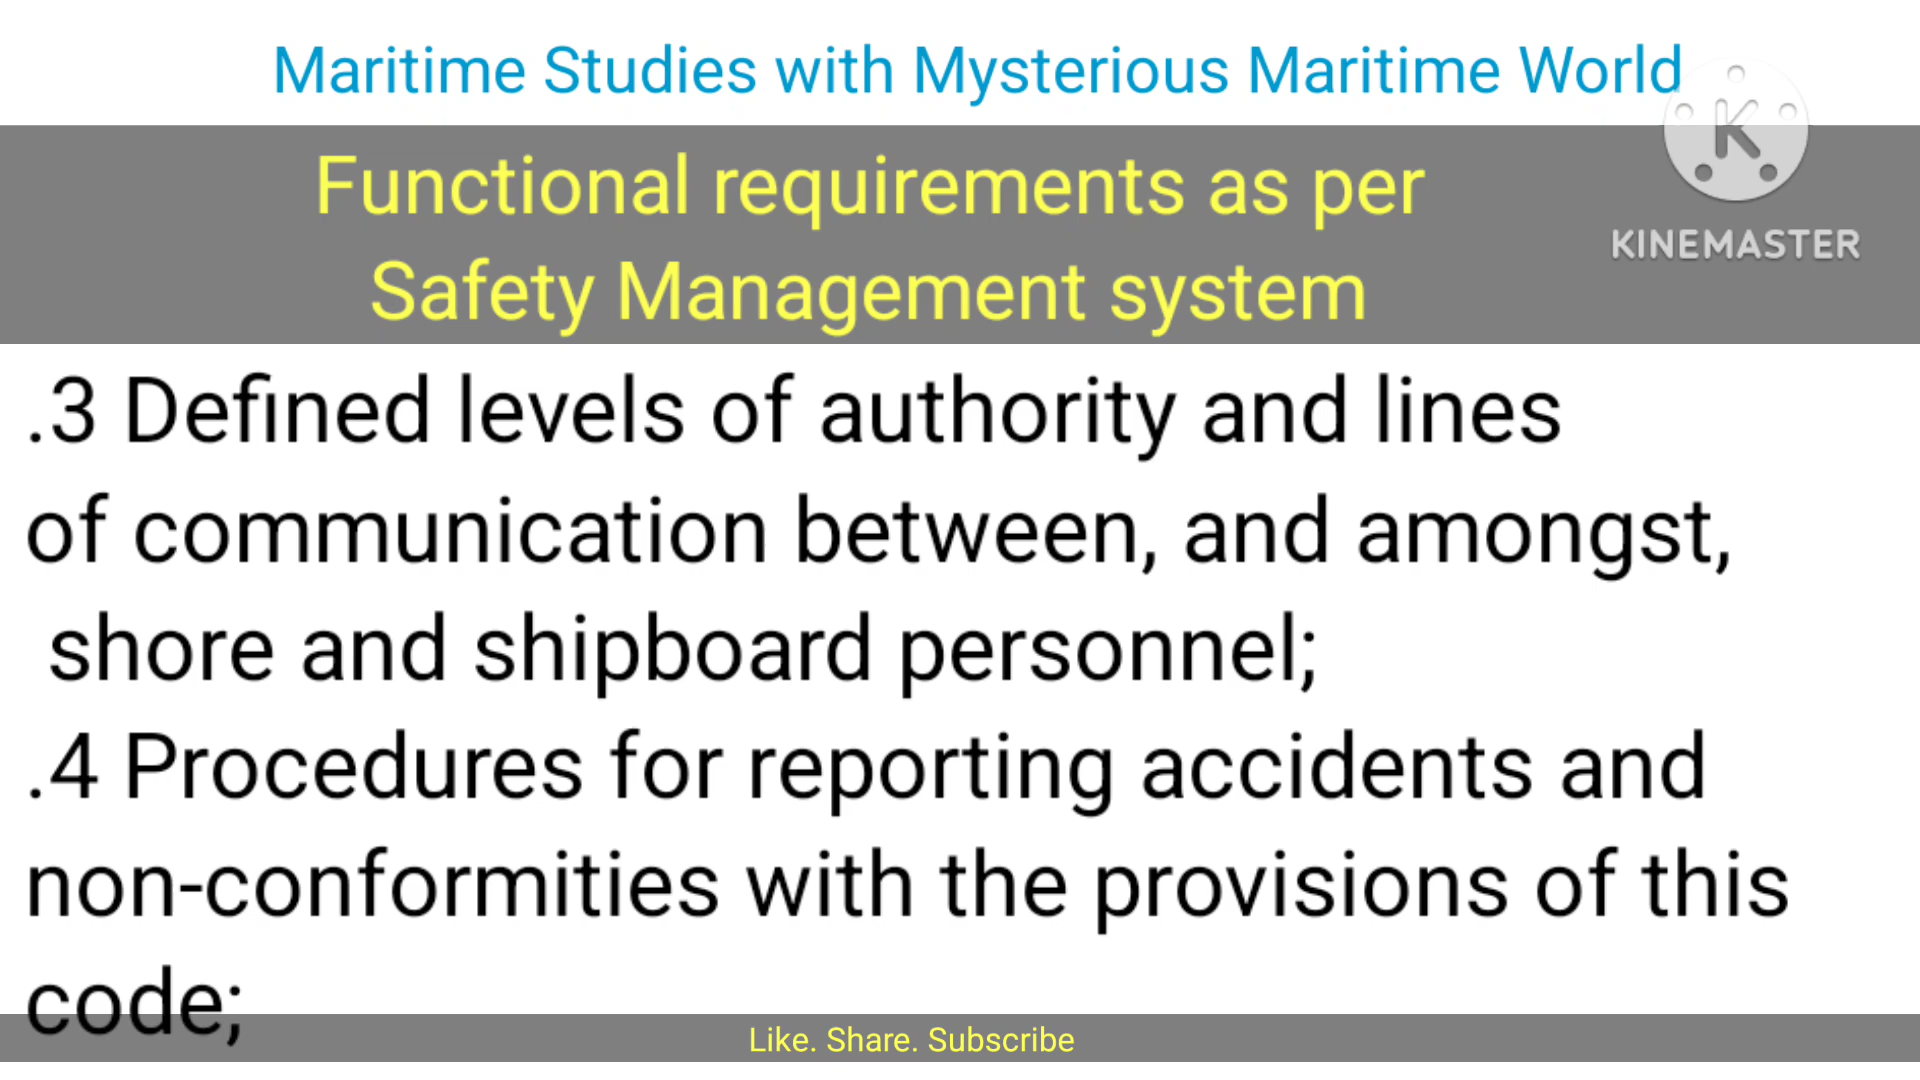 Maritime Studies with Mysterious Maritime World
K
KINEMASTER
Functional requirements as per
Safety Management system
.3 Defined levels of authority and lines
of communication between, and amongst,
shore and shipboard personnel;
.4 Procedures for reporting accidents and
non-conformities with the provisions of this
code;
Like. Share. Subscribe